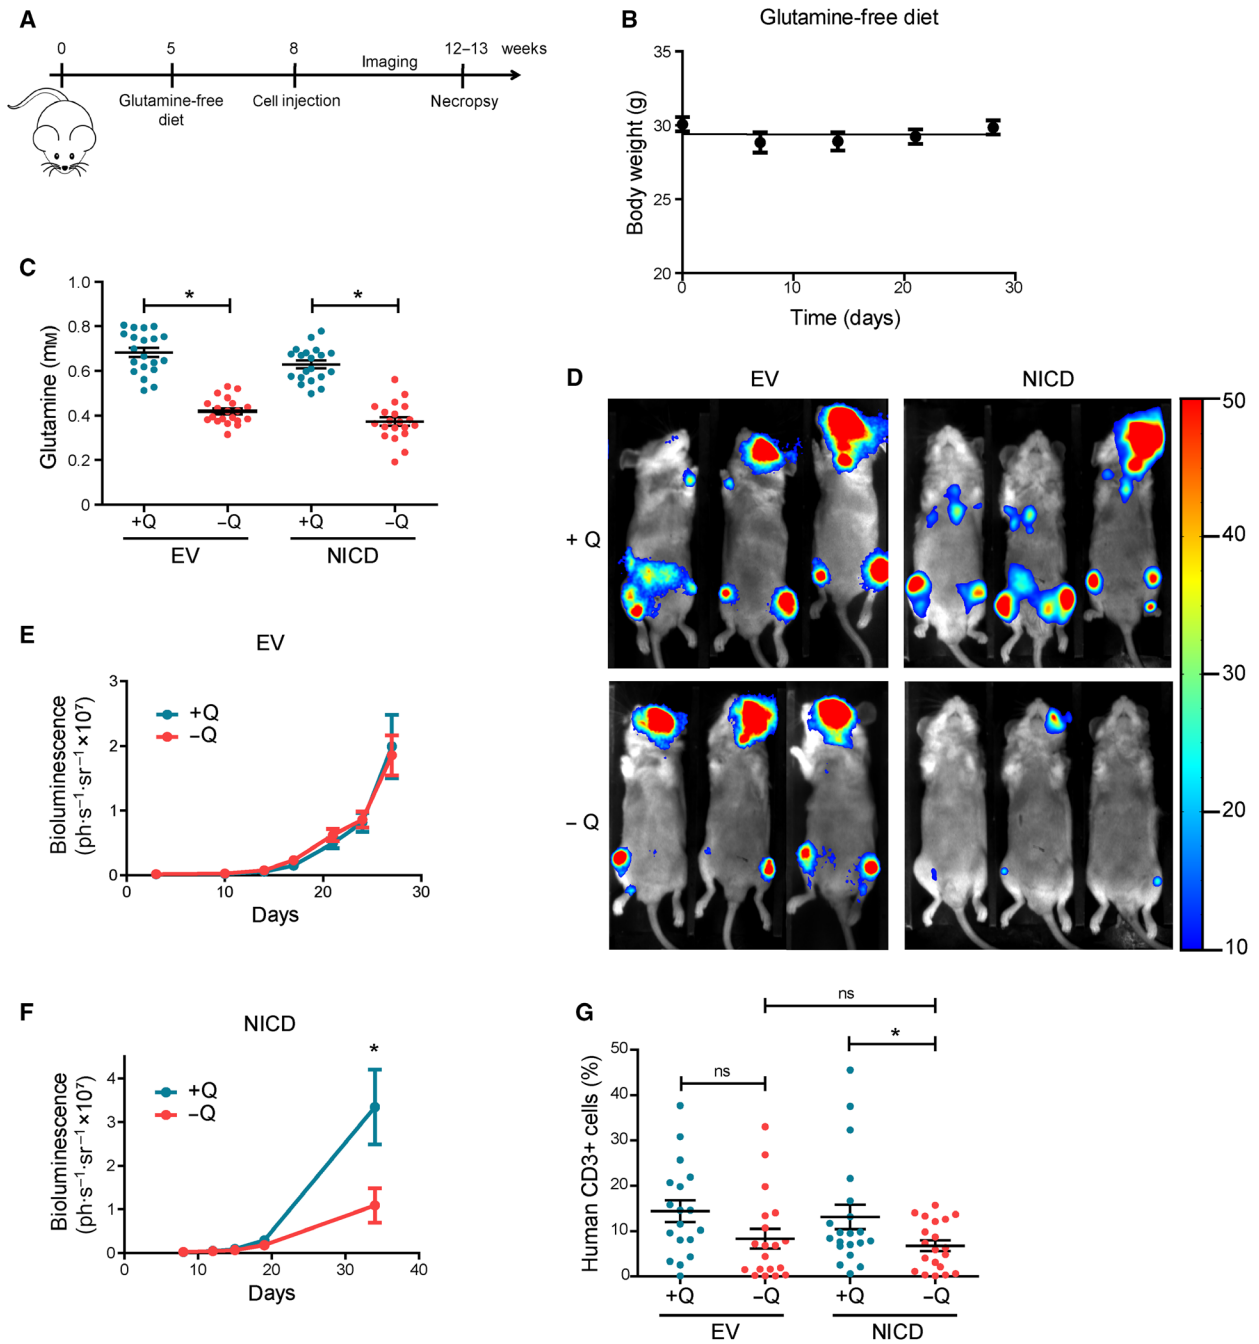 A
0 5 8 12–13 weeks
Imaging
Glutamine-free
diet
Cell injection
Necropsy
B
Glutamine-free diet
Body weight (g)
35
30
25
20
0 10 20 30
Time (days)
C
Glutamine (mM)
1.0
0.8
0.6
0.4
0.2
0
* *
+Q –Q +Q –Q
EV NICD
D
EV NICD
+ Q
– Q
50
40
30
20
10
E
EV
Bioluminescence
(ph·s⁻¹·sr⁻¹ ×10⁷)
3
2
1
0
+Q
–Q
0 10 20 30
Days
F
NICD
Bioluminescence
(ph·s⁻¹·sr⁻¹ ×10⁷)
4
3
2
1
0
+Q
–Q
*
0 10 20 30 40
Days
G
Human CD3+ cells (%)
50
40
30
20
10
0
ns
ns
*
+Q –Q +Q –Q
EV NICD